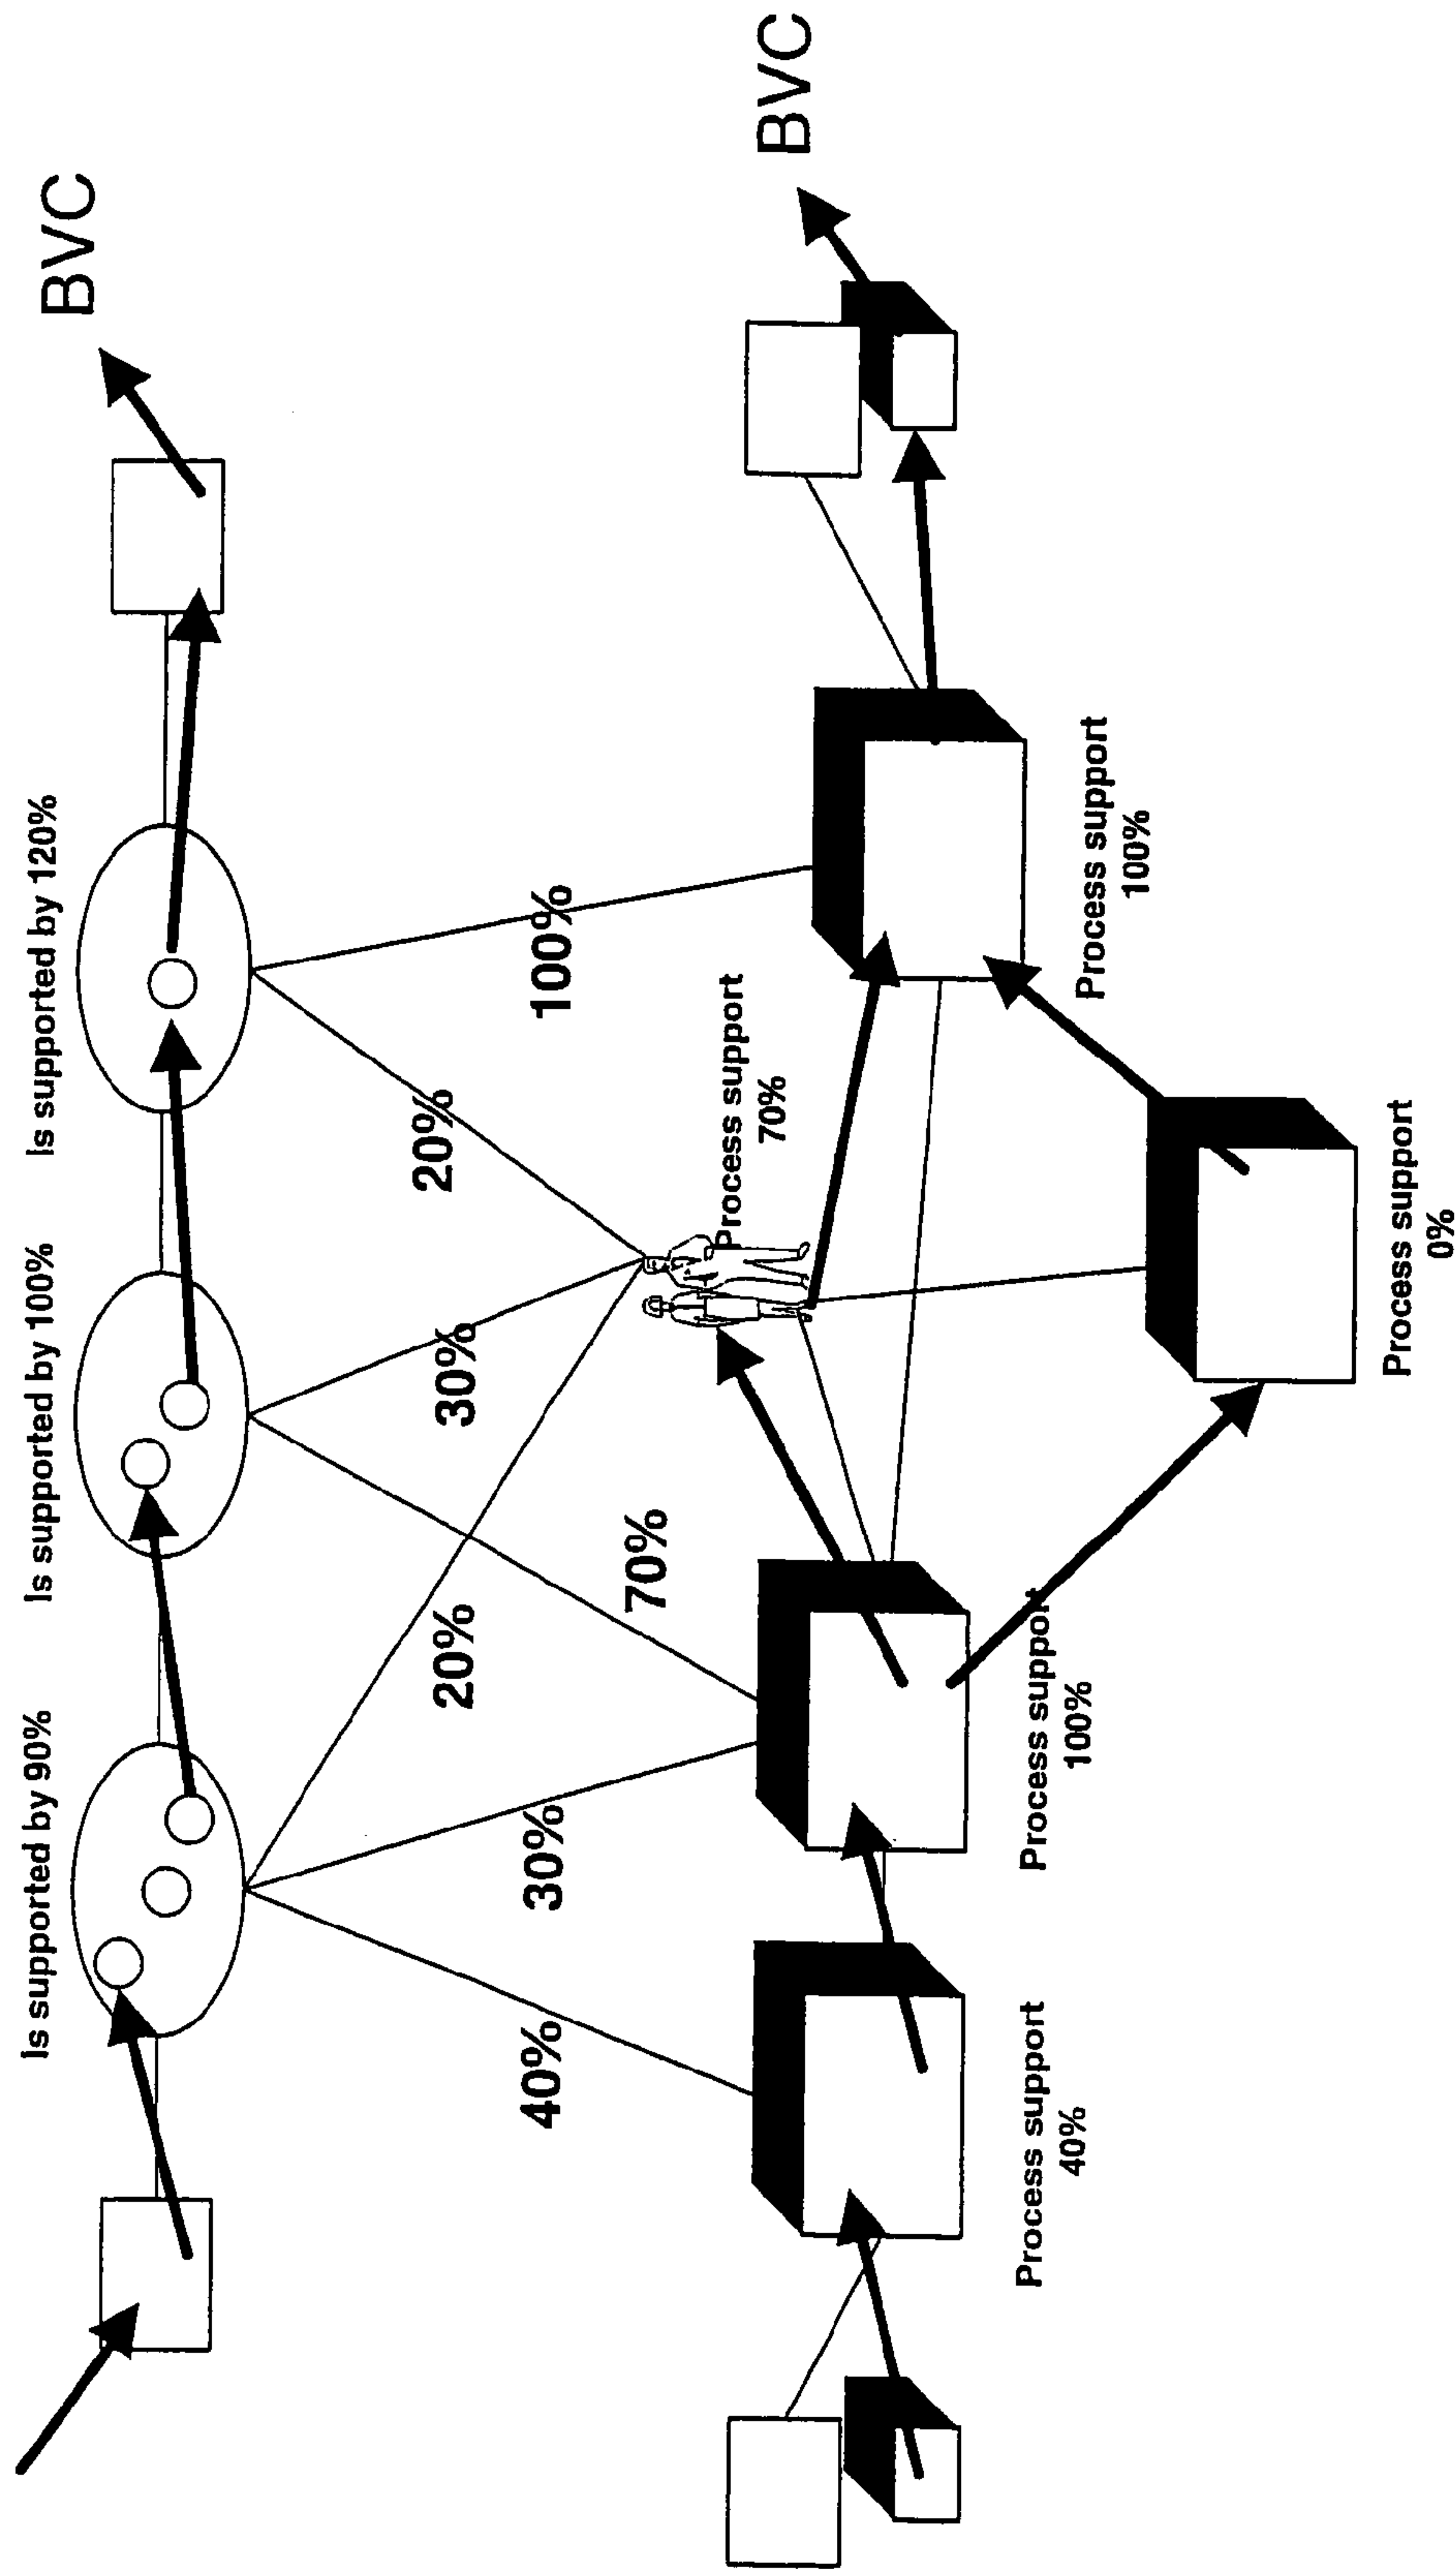 Is supported by 90%
Is supported by 100%
Is supported by 120%
BVC
40%
30%
20%
70%
30%
20%
100%
Process support
70%
BVC
Process support
40%
Process support
100%
Process support
100%
Process support
0%